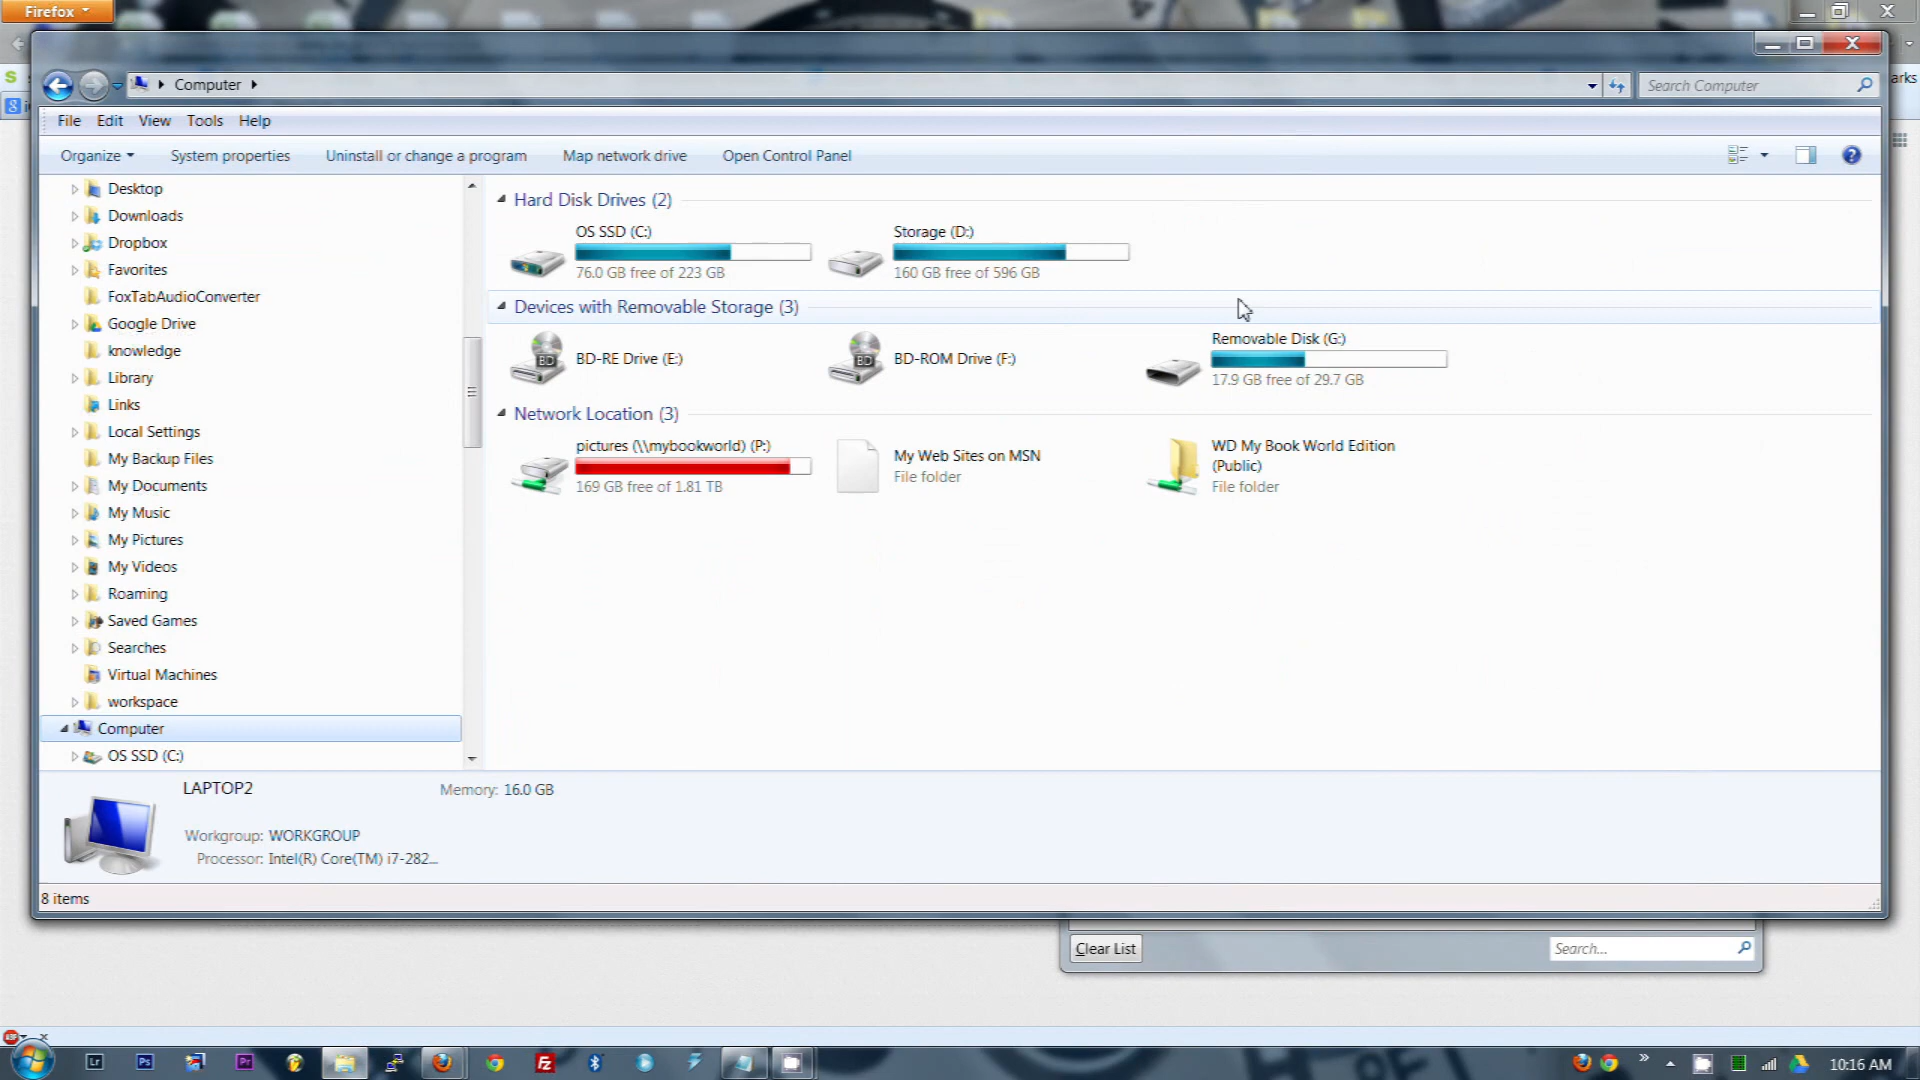 Firefox
Computer
Search Computer
arks
File Edit View Tools Help
Organize System properties Uninstall or change a program Map network drive Open Control Panel
Desktop
Downloads
Dropbox
Favorites
FoxTabAudioConverter
Google Drive
knowledge
Library
Links
Local Settings
My Backup Files
My Documents
My Music
My Pictures
My Videos
Roaming
Saved Games
Searches
Virtual Machines
workspace
Computer
OS SSD (C:)
Hard Disk Drives (2)
OS SSD (C:)
76.0 GB free of 223 GB
Storage (D:)
160 GB free of 596 GB
Devices with Removable Storage (3)
BD-RE Drive (E:)
BD-ROM Drive (F:)
Removable Disk (G:)
17.9 GB free of 29.7 GB
Network Location (3)
pictures (\\mybookworld) (P:)
169 GB free of 1.81 TB
My Web Sites on MSN
File folder
WD My Book World Edition
(Public)
File folder
LAPTOP2
Memory: 16.0 GB
Workgroup: WORKGROUP
Processor: Intel(R) Core(TM) i7-282...
8 items
Clear List
Search...
10:16 AM